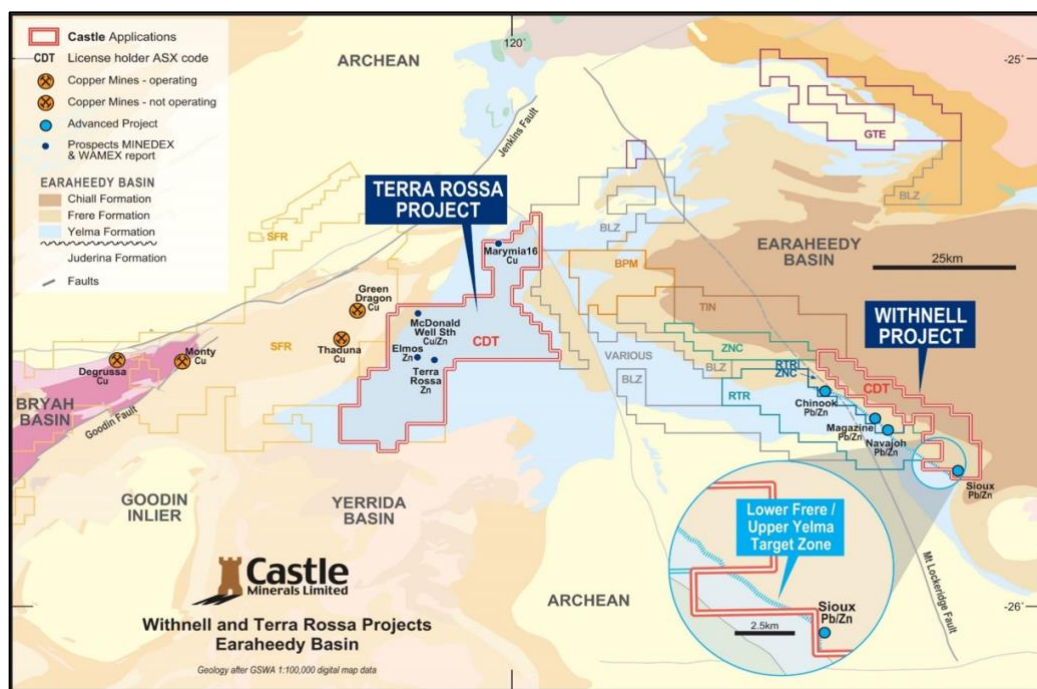 Castle Applications
CDT License holder ASX code
Copper Mines - operating
Copper Mines - not operating
Advanced Project
Prospects MINEDEX
& WAMEX report
EARAHEEDY BASIN
Chiall Formation
Frere Formation
Yelma Formation
Juderina Formation
Faults
ARCHEAN
120°
-25°
Jenkins Fault
GTE
BLZ
TERRA ROSSA
PROJECT
SFR
BLZ
EARAHEEDY
BASIN
25km
Marymia16
Cu
BPM
TIN
WITHNELL
PROJECT
Green
Dragon
Cu
McDonald
Well Sth
Cu/Zn
CDT
SFR
Thaduna
Cu
Elmos
Zn
Terra
Rossa
Zn
VARIOUS
ZNC
BLZ
BLZ
RTR
RTR/
ZNC
CDT
Degrussa
Cu
Monty
Cu
Chinook
Pb/Zn
Magazine
Pb/Zn
Navajoh
Pb/Zn
Sioux
Pb/Zn
BRYAH
BASIN
Goodin Fault
GOODIN
INLIER
YERRIDA
BASIN
Lower Frere /
Upper Yelma
Target Zone
Sioux
Pb/Zn
2.5km
Mt Lockeridge Fault
ARCHEAN
-26°
Castle
Minerals Limited
Withnell and Terra Rossa Projects
Earaheedy Basin
Geology after GSWA 1:100,000 digital map data